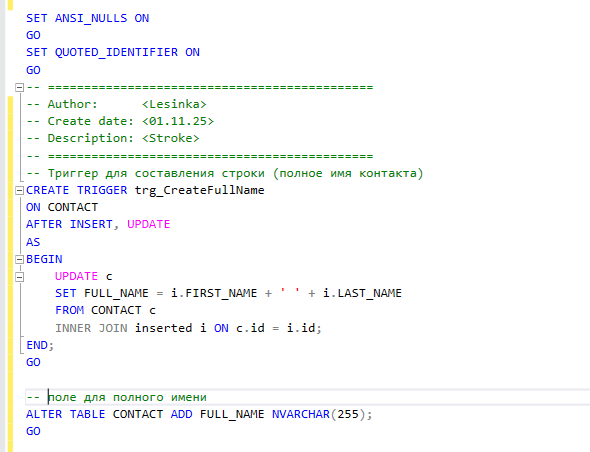 SET ANSI_NULLS ON
GO
SET QUOTED_IDENTIFIER ON
GO
-- =============================================
-- Author:      <Lesinka>
-- Create date: <01.11.25>
-- Description: <Stroke>
-- =============================================
-- Триггер для составления строки (полное имя контакта)
CREATE TRIGGER trg_CreateFullName
ON CONTACT
AFTER INSERT, UPDATE
AS
BEGIN
    UPDATE c
    SET FULL_NAME = i.FIRST_NAME + ' ' + i.LAST_NAME
    FROM CONTACT c
    INNER JOIN inserted i ON c.id = i.id;
END;
GO
-- поле для полного имени
ALTER TABLE CONTACT ADD FULL_NAME NVARCHAR(255);
GO